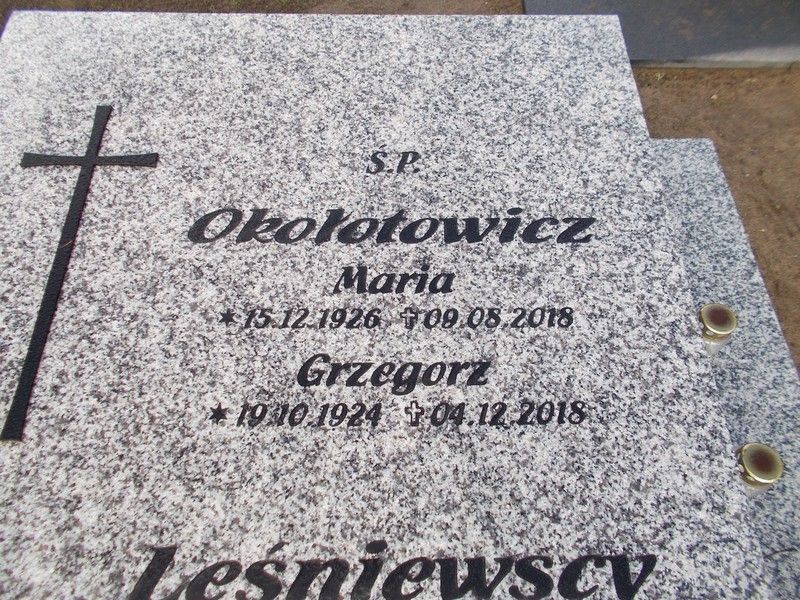 Ś.P.
Okołotowicz
Maria
★15.12.1926 ✝09.08.2018
Grzegorz
★19.10.1924 ✝04.12.2018
Leśniewscy